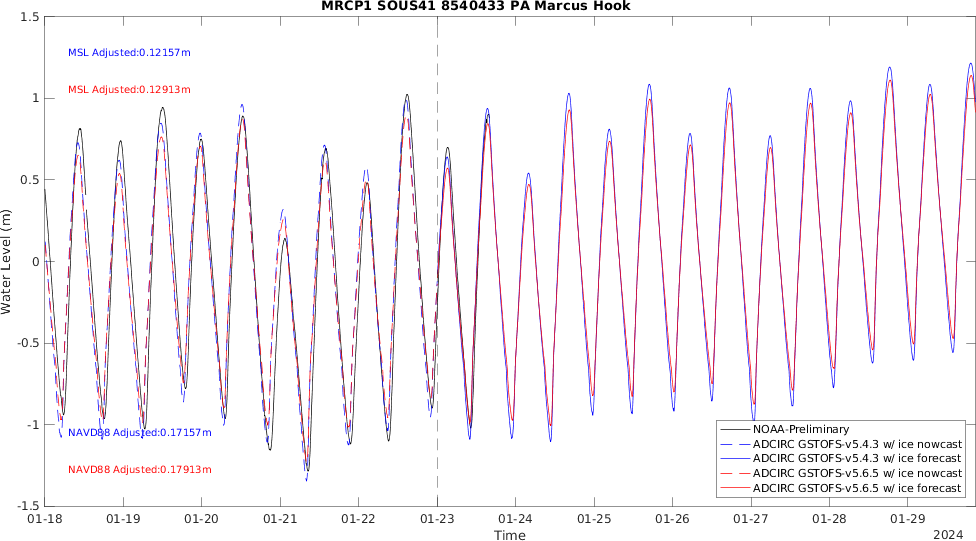 MRCP1 SOUS41 8540433 PA Marcus Hook
1.5
1
0.5
0
-0.5
-1
-1.5
Water Level (m)
MSL Adjusted:0.12157m
MSL Adjusted:0.12913m
NAVD88 Adjusted:0.17157m
NAVD88 Adjusted:0.17913m
NOAA-Preliminary
ADCIRC GSTOFS-v5.4.3 w/ ice nowcast
ADCIRC GSTOFS-v5.4.3 w/ ice forecast
ADCIRC GSTOFS-v5.6.5 w/ ice nowcast
ADCIRC GSTOFS-v5.6.5 w/ ice forecast
01-18 01-19 01-20 01-21 01-22 01-23 01-24 01-25 01-26 01-27 01-28 01-29
Time
2024